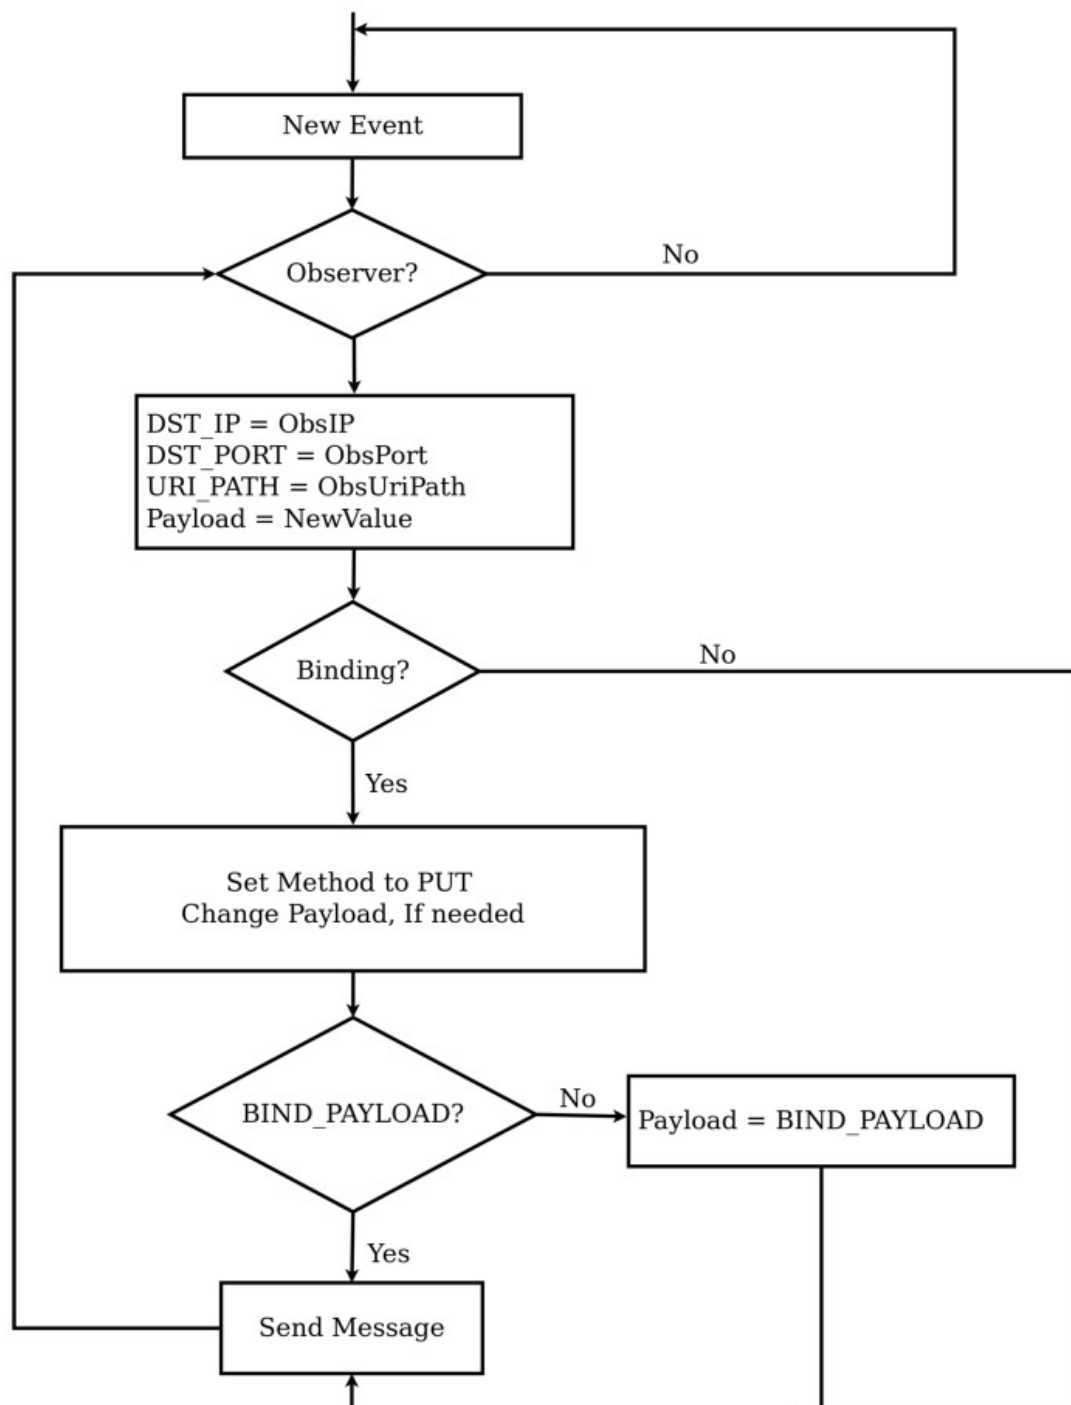 New Event
Observer?
No
DST_IP = ObsIP
DST_PORT = ObsPort
URI_PATH = ObsUriPath
Payload = NewValue
Binding?
No
Yes
Set Method to PUT
Change Payload, If needed
BIND_PAYLOAD?
No
Payload = BIND_PAYLOAD
Yes
Send Message